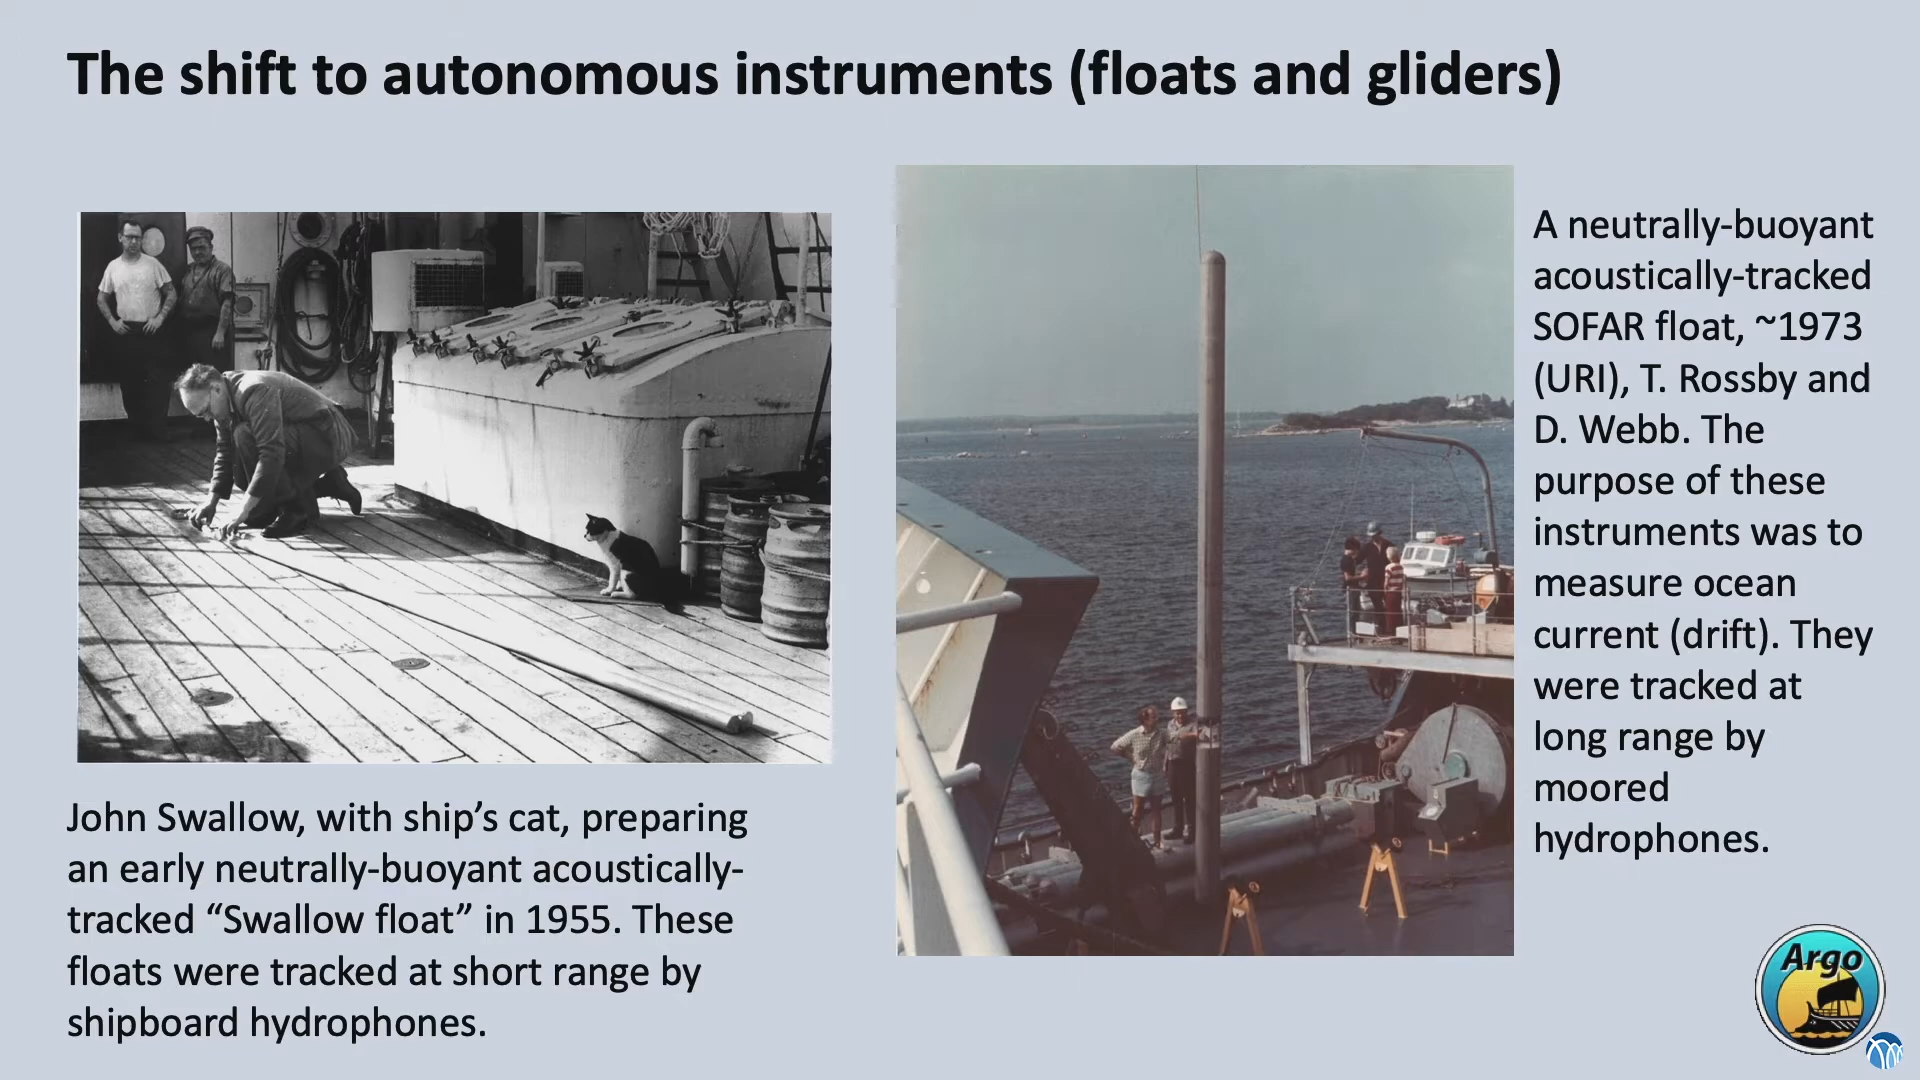 The shift to autonomous instruments (floats and gliders)
John Swallow, with ship’s cat, preparing
an early neutrally-buoyant acoustically-
tracked “Swallow float” in 1955. These
floats were tracked at short range by
shipboard hydrophones.
A neutrally-buoyant
acoustically-tracked
SOFAR float, ~1973
(URI), T. Rossby and
D. Webb. The
purpose of these
instruments was to
measure ocean
current (drift). They
were tracked at
long range by
moored
hydrophones.
Argo